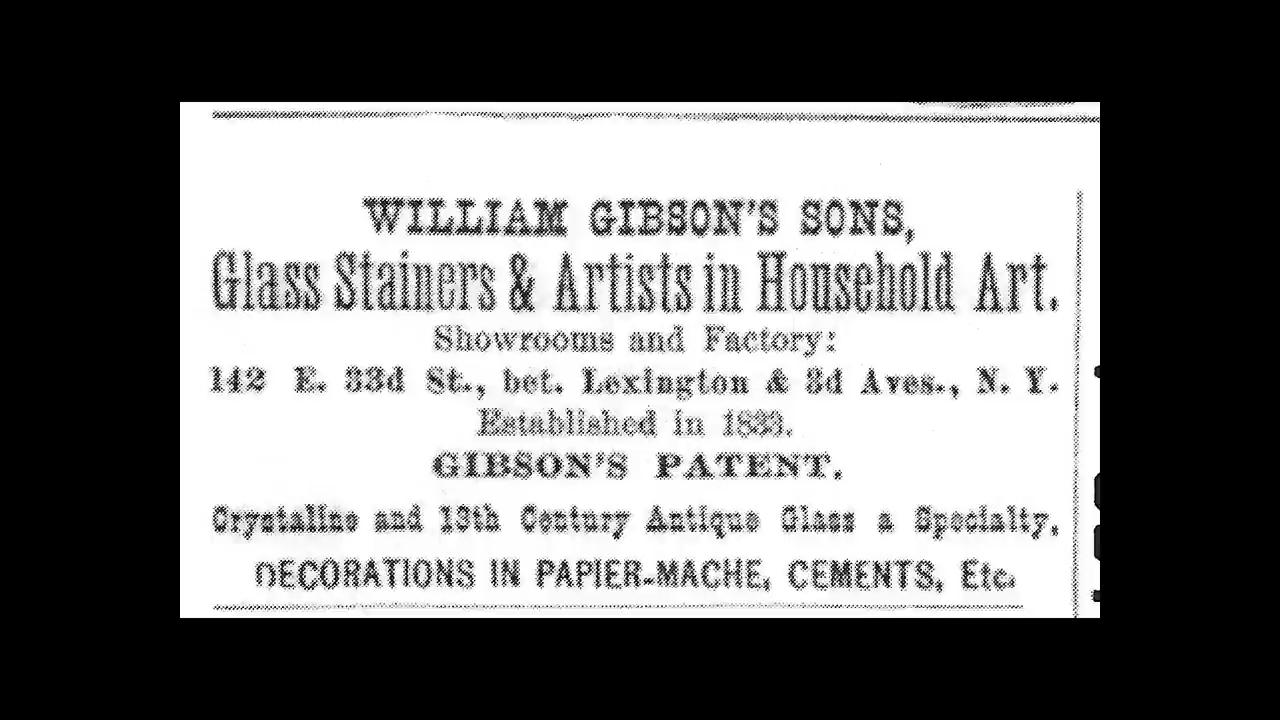 WILLIAM GIBSON'S SONS,
Glass Stainers & Artists in Household Art.
Showrooms and Factory:
142 E. 33d St., bet. Lexington & 3d Aves., N. Y.
Established in 1833.
GIBSON'S PATENT.
Crystaline and 13th Century Antique Glass a Specialty,
DECORATIONS IN PAPIER-MACHE, CEMENTS, Etc.